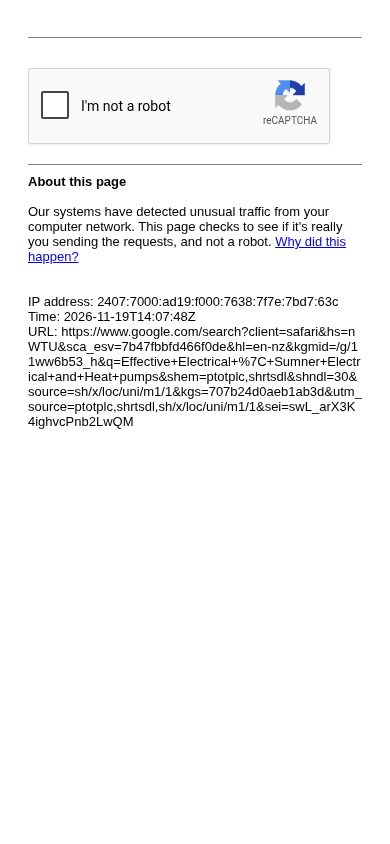 I'm not a robot
reCAPTCHA
About this page
Our systems have detected unusual traffic from your
computer network. This page checks to see if it's really
you sending the requests, and not a robot. Why did this
happen?
IP address: 2407:7000:ad19:f000:7638:7f7e:7bd7:63c
Time: 2026-11-19T14:07:48Z
URL: https://www.google.com/search?client=safari&hs=n
WTU&sca_esv=7b47fbbfd466f0de&hl=en-nz&kgmid=/g/1
1ww6b53_h&q=Effective+Electrical+%7C+Sumner+Electr
ical+and+Heat+pumps&shem=ptotplc,shrtsdl&shndl=30&
source=sh/x/loc/uni/m1/1&kgs=707b24d0aeb1ab3d&utm_
source=ptotplc,shrtsdl,sh/x/loc/uni/m1/1&sei=swL_arX3K
4ighvcPnb2LwQM